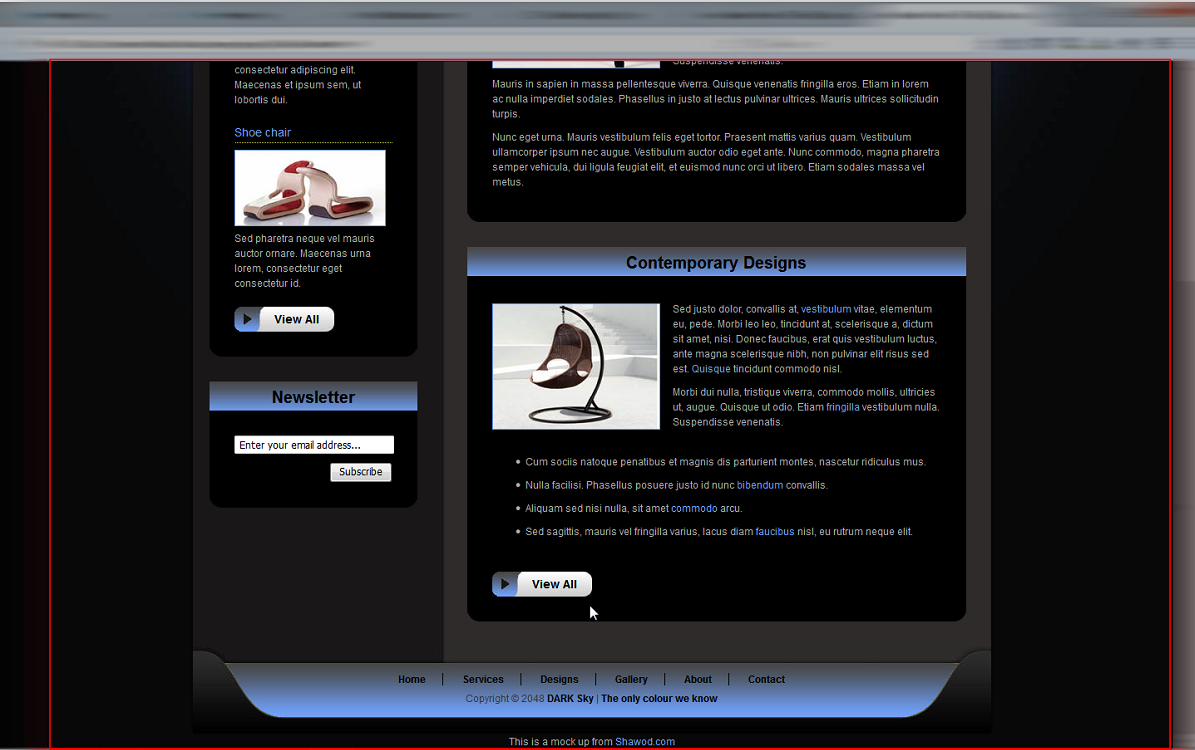 consectetur adipiscing elit.
Maecenas et ipsum sem, ut
lobortis dui.
Shoe chair
Sed pharetra neque vel mauris
auctor ornare. Maecenas urna
lorem, consectetur eget
consectetur id.
View All
Newsletter
Enter your email address...
Subscribe
Suspendisse venenatis.
Mauris in sapien in massa pellentesque viverra. Quisque venenatis fringilla eros. Etiam in lorem
ac nulla imperdiet sodales. Phasellus in justo at lectus pulvinar ultrices. Mauris ultrices sollicitudin
turpis.
Nunc eget urna. Mauris vestibulum felis eget tortor. Praesent mattis varius quam. Vestibulum
ullamcorper ipsum nec augue. Vestibulum auctor odio eget ante. Nunc commodo, magna pharetra
semper vehicula, dui ligula feugiat elit, et euismod nunc orci ut libero. Etiam sodales massa vel
metus.
Contemporary Designs
Sed justo dolor, convallis at, vestibulum vitae, elementum
eu, pede. Morbi leo leo, tincidunt at, scelerisque a, dictum
sit amet, nisi. Donec faucibus, erat quis vestibulum luctus,
ante magna scelerisque nibh, non pulvinar elit risus sed
est. Quisque tincidunt commodo nisl.
Morbi dui nulla, tristique viverra, commodo mollis, ultricies
ut, augue. Quisque ut odio. Etiam fringilla vestibulum nulla.
Suspendisse venenatis.
• Cum sociis natoque penatibus et magnis dis parturient montes, nascetur ridiculus mus.
• Nulla facilisi. Phasellus posuere justo id nunc bibendum convallis.
• Aliquam sed nisi nulla, sit amet commodo arcu.
• Sed sagittis, mauris vel fringilla varius, lacus diam faucibus nisl, eu rutrum neque elit.
View All
Home | Services | Designs | Gallery | About | Contact
Copyright © 2048 DARK Sky | The only colour we know
This is a mock up from Shawod.com